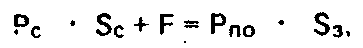 Pс · Sс + F = Pпо · Sз,